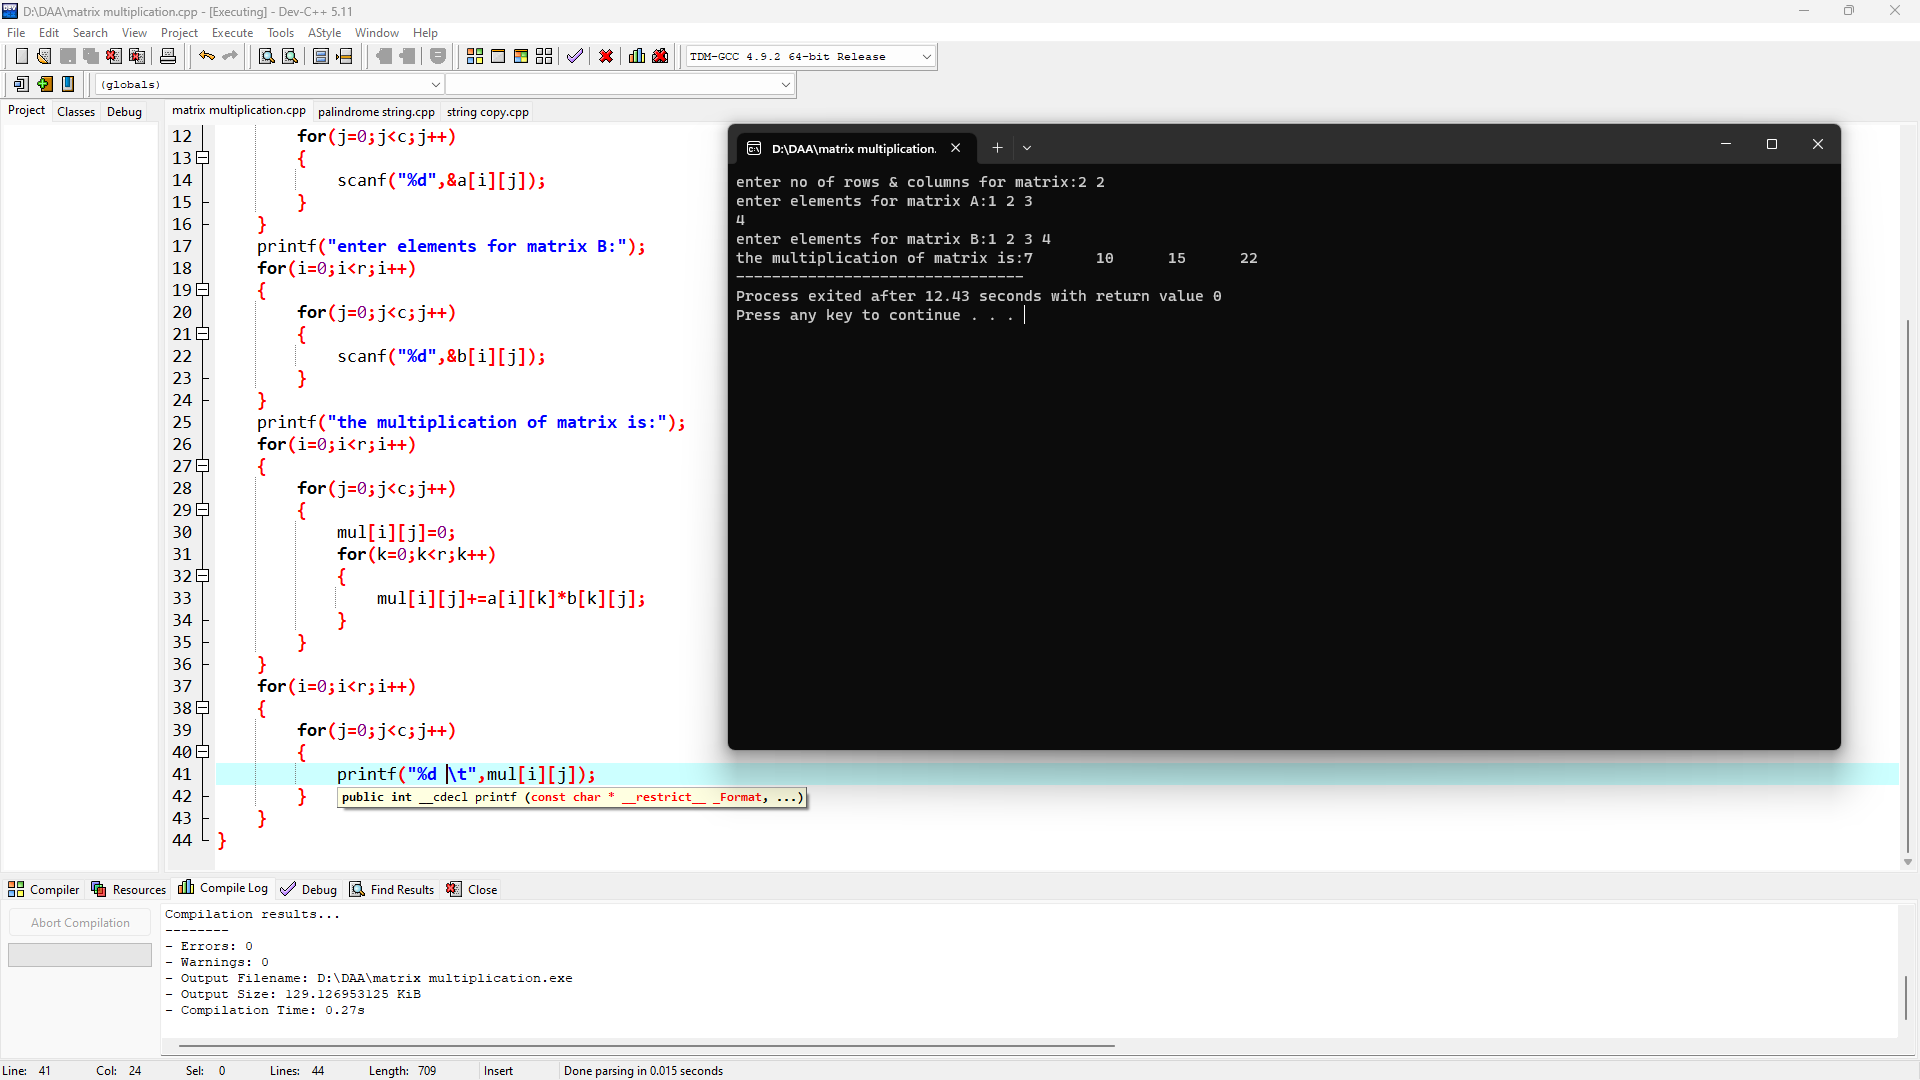 D:\DAA\matrix multiplication.cpp - [Executing] - Dev-C++ 5.11
File Edit Search View Project Execute Tools AStyle Window Help
TDM-GCC 4.9.2 64-bit Release
(globals)
Project Classes Debug
matrix multiplication.cpp palindrome string.cpp string copy.cpp
12 for(j=0;j<c;j++)
13 {
14 scanf("%d",&a[i][j]);
15 }
16 }
17 printf("enter elements for matrix B:");
18 for(i=0;i<r;i++)
19 {
20 for(j=0;j<c;j++)
21 {
22 scanf("%d",&b[i][j]);
23 }
24 }
25 printf("the multiplication of matrix is:");
26 for(i=0;i<r;i++)
27 {
28 for(j=0;j<c;j++)
29 {
30 mul[i][j]=0;
31 for(k=0;k<r;k++)
32 {
33 mul[i][j]+=a[i][k]*b[k][j];
34 }
35 }
36 }
37 for(i=0;i<r;i++)
38 {
39 for(j=0;j<c;j++)
40 {
41 printf("%d \t",mul[i][j]);
42 }
public int __cdecl printf (const char * __restrict__ _Format, ...)
43 }
44 }
D:\DAA\matrix multiplication.
enter no of rows & columns for matrix:2 2
enter elements for matrix A:1 2 3
4
enter elements for matrix B:1 2 3 4
the multiplication of matrix is:7 10 15 22
--------------------------------
Process exited after 12.43 seconds with return value 0
Press any key to continue . . .
Compiler Resources Compile Log Debug Find Results Close
Abort Compilation
Compilation results...
--------
- Errors: 0
- Warnings: 0
- Output Filename: D:\DAA\matrix multiplication.exe
- Output Size: 129.126953125 KiB
- Compilation Time: 0.27s
Line: 41 Col: 24 Sel: 0 Lines: 44 Length: 709 Insert Done parsing in 0.015 seconds